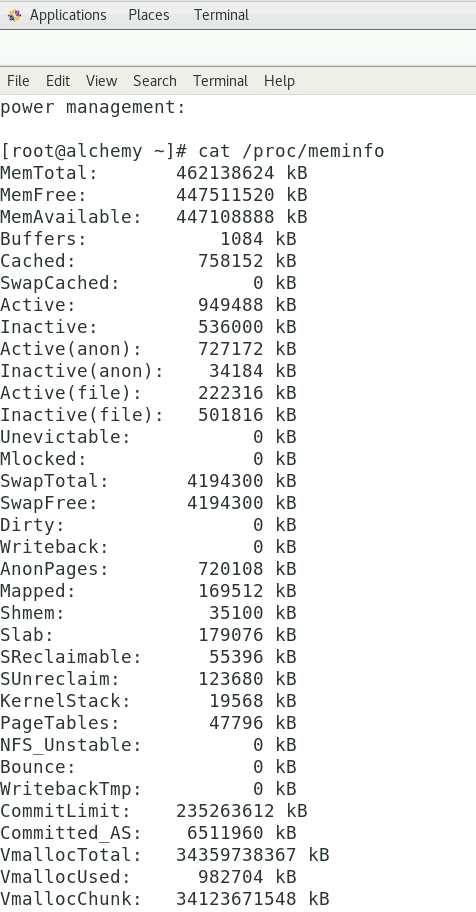 Applications Places Terminal
File Edit View Search Terminal Help
power management:
[root@alchemy ~]# cat /proc/meminfo
MemTotal: 462138624 kB
MemFree: 447511520 kB
MemAvailable: 447108888 kB
Buffers: 1084 kB
Cached: 758152 kB
SwapCached: 0 kB
Active: 949488 kB
Inactive: 536000 kB
Active(anon): 727172 kB
Inactive(anon): 34184 kB
Active(file): 222316 kB
Inactive(file): 501816 kB
Unevictable: 0 kB
Mlocked: 0 kB
SwapTotal: 4194300 kB
SwapFree: 4194300 kB
Dirty: 0 kB
Writeback: 0 kB
AnonPages: 720108 kB
Mapped: 169512 kB
Shmem: 35100 kB
Slab: 179076 kB
SReclaimable: 55396 kB
SUnreclaim: 123680 kB
KernelStack: 19568 kB
PageTables: 47796 kB
NFS_Unstable: 0 kB
Bounce: 0 kB
WritebackTmp: 0 kB
CommitLimit: 235263612 kB
Committed_AS: 6511960 kB
VmallocTotal: 34359738367 kB
VmallocUsed: 982704 kB
VmallocChunk: 34123671548 kB